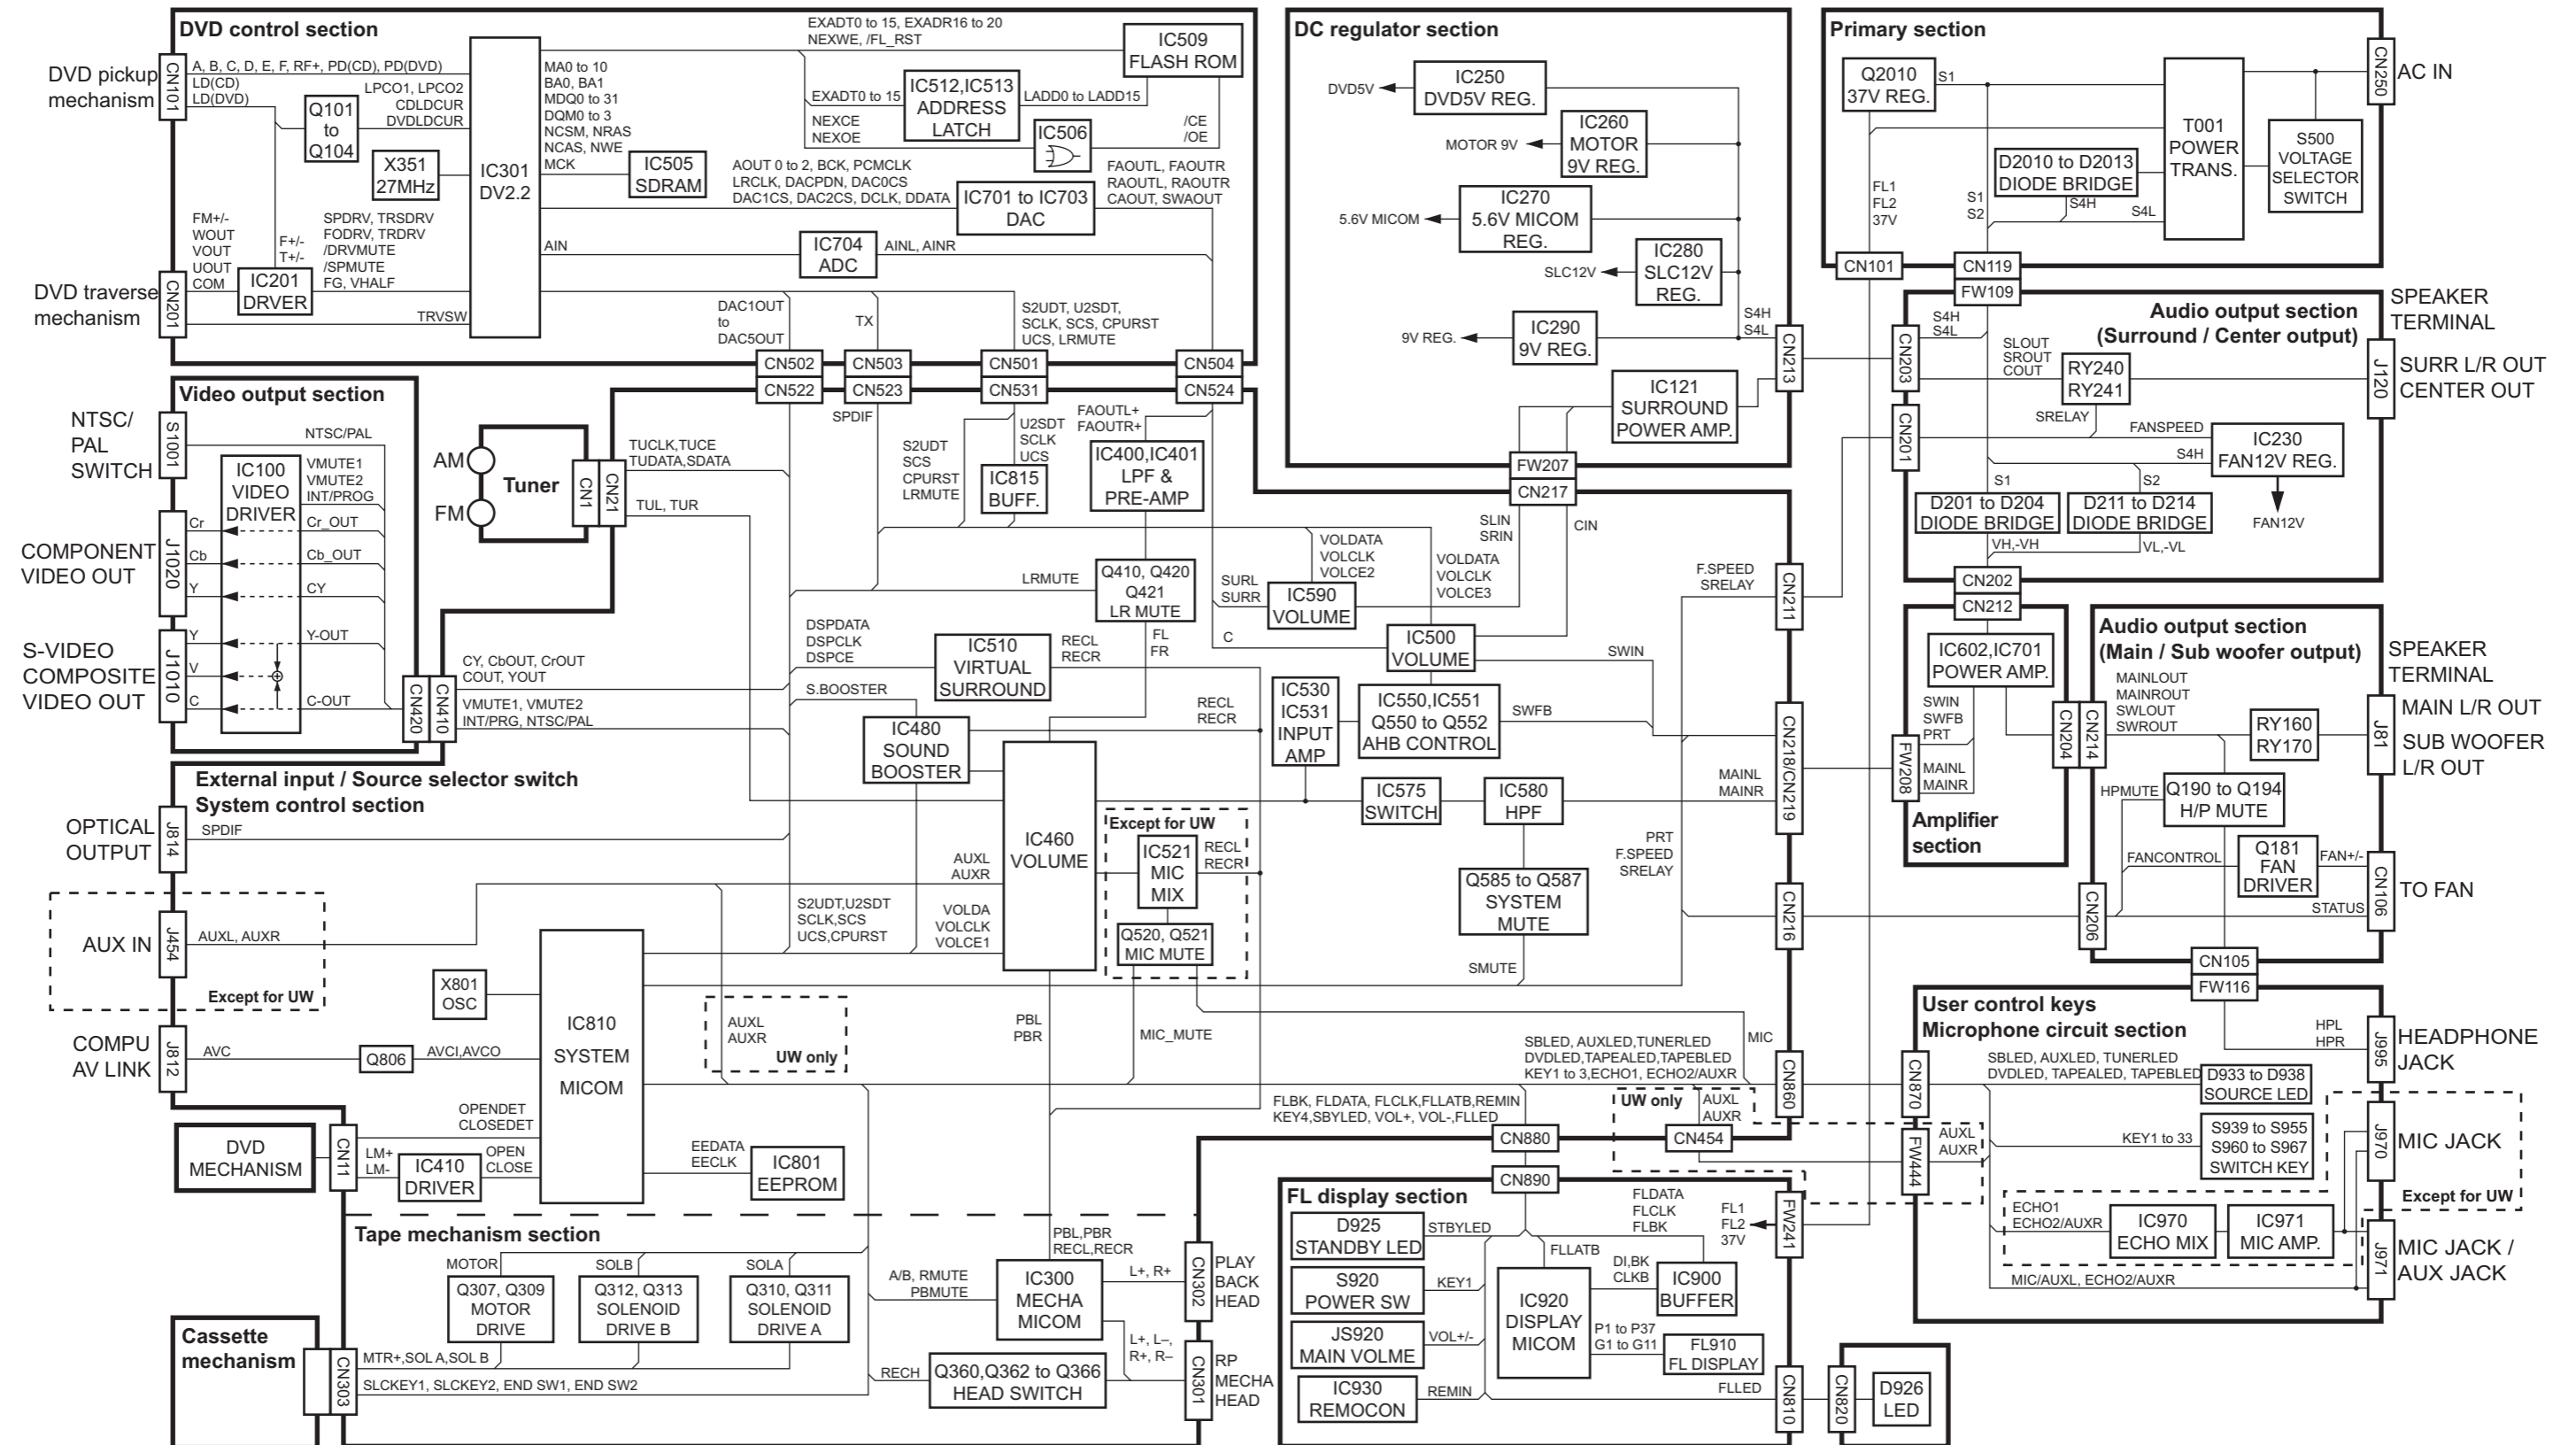 DVD control section
DVD pickup
mechanism
CN101
A, B, C, D, E, F, RF+, PD(CD), PD(DVD)
LD(CD)
LD(DVD)
LPCO1, LPCO2
CDLDCUR
DVDLDCUR
Q101
to
Q104
X351
27MHz
IC301
DV2.2
EXADT0 to 15, EXADR16 to 20
NEXWE, /FL_RST
MA0 to 10
BA0, BA1
MDQ0 to 31
DQM0 to 3
NCSM, NRAS
NCAS, NWE
MCK
EXADT0 to 15
NEXCE
NEXOE
IC512,IC513
ADDRESS
LATCH
LADD0 to LADD15
IC509
FLASH ROM
IC506
/CE
/OE
IC505
SDRAM
AOUT 0 to 2, BCK, PCMCLK
LRCLK, DACPDN, DAC0CS
DAC1CS, DAC2CS, DCLK, DDATA
IC701 to IC703
DAC
FAOUTL, FAOUTR
RAOUTL, RAOUTR
CAOUT, SWAOUT
AIN
IC704
ADC
AINL, AINR
FM+/-
WOUT
VOUT
UOUT
COM
F+/-
T+/-
SPDRV, TRSDRV
FODRV, TRDRV
/DRVMUTE
/SPMUTE
FG, VHALF
IC201
DRVER
DVD traverse
mechanism
CN201
TRVSW
DAC1OUT
to
DAC5OUT
TX
S2UDT, U2SDT,
SCLK, SCS, CPURST
UCS, LRMUTE
CN502
CN503
CN501
CN504
CN522
CN523
CN531
CN524
DC regulator section
DVD5V
IC250
DVD5V REG.
MOTOR 9V
IC260
MOTOR
9V REG.
5.6V MICOM
IC270
5.6V MICOM
REG.
SLC12V
IC280
SLC12V
REG.
9V REG.
IC290
9V REG.
S4H
S4L
CN213
IC121
SURROUND
POWER AMP.
FW207
CN217
Primary section
Q2010
37V REG.
S1
T001
POWER
TRANS.
CN250
AC IN
S500
VOLTAGE
SELECTOR
SWITCH
D2010 to D2013
DIODE BRIDGE
FL1
FL2
37V
S1
S2
S4H
S4L
CN101
CN119
FW109
Audio output section
(Surround / Center output)
CN203
S4H
S4L
SLOUT
SROUT
COUT
RY240
RY241
SPEAKER
TERMINAL
J120
SURR L/R OUT
CENTER OUT
CN201
SRELAY
FANSPEED
S4H
IC230
FAN12V REG.
S1
S2
D201 to D204
DIODE BRIDGE
D211 to D214
DIODE BRIDGE
FAN12V
VH,-VH
VL,-VL
CN202
CN212
Video output section
NTSC/
PAL
SWITCH
S1001
NTSC/PAL
IC100
VIDEO
DRIVER
VMUTE1
VMUTE2
INT/PROG
COMPONENT
VIDEO OUT
J1020
Cr
Cr_OUT
Cb
Cb_OUT
Y
CY
S-VIDEO
COMPOSITE
VIDEO OUT
J1010
Y
Y-OUT
V
C
C-OUT
CN420
CN410
CY, CbOUT, CrOUT
COUT, YOUT
VMUTE1, VMUTE2
INT/PRG, NTSC/PAL
AM
FM
Tuner
CN1
CN21
TUCLK,TUCE
TUDATA,SDATA
TUL, TUR
SPDIF
S2UDT
SCS
CPURST
LRMUTE
U2SDT
SCLK
UCS
IC815
BUFF.
FAOUTL+
FAOUTR+
IC400,IC401
LPF &
PRE-AMP
LRMUTE
Q410, Q420
Q421
LR MUTE
SURL
SURR
VOLDATA
VOLCLK
VOLCE2
IC590
VOLUME
VOLDATA
VOLCLK
VOLCE3
SLIN
SRIN
CIN
C
IC500
VOLUME
SWIN
DSPDATA
DSPCLK
DSPCE
IC510
VIRTUAL
SURROUND
RECL
RECR
FL
FR
S.BOOSTER
IC480
SOUND
BOOSTER
RECL
RECR
IC530
IC531
INPUT
AMP
IC550,IC551
Q550 to Q552
AHB CONTROL
SWFB
IC575
SWITCH
IC580
HPF
MAINL
MAINR
F.SPEED
SRELAY
CN211
CN218/CN219
PRT
F.SPEED
SRELAY
Q585 to Q587
SYSTEM
MUTE
SMUTE
CN216
IC602,IC701
POWER AMP.
SWIN
SWFB
PRT
MAINL
MAINR
FW208
CN204
Amplifier
section
Audio output section
(Main / Sub woofer output)
CN214
MAINLOUT
MAINROUT
SWLOUT
SWROUT
RY160
RY170
SPEAKER
TERMINAL
J81
MAIN L/R OUT
SUB WOOFER
L/R OUT
HPMUTE
Q190 to Q194
H/P MUTE
FANCONTROL
Q181
FAN
DRIVER
FAN+/-
STATUS
CN106
TO FAN
CN206
CN105
FW116
External input / Source selector switch
System control section
OPTICAL
OUTPUT
J814
SPDIF
AUX IN
J454
AUXL, AUXR
Except for UW
AUXL
AUXR
IC460
VOLUME
S2UDT,U2SDT
SCLK,SCS
UCS,CPURST
VOLDA
VOLCLK
VOLCE1
Except for UW
IC521
MIC
MIX
RECL
RECR
Q520, Q521
MIC MUTE
X801
OSC
IC810
SYSTEM
MICOM
AUXL
AUXR
UW only
PBL
PBR
MIC_MUTE
COMPU
AV LINK
J812
AVC
Q806
AVCI,AVCO
OPENDET
CLOSEDET
DVD
MECHANISM
CN11
LM+
LM-
IC410
DRIVER
OPEN
CLOSE
EEDATA
EECLK
IC801
EEPROM
MIC
SBLED, AUXLED,TUNERLED
DVDLED,TAPEALED,TAPEBLED
KEY1 to 3,ECHO1, ECHO2/AUXR
FLBK, FLDATA, FLCLK,FLLATB,REMIN
KEY4,SBYLED, VOL+, VOL-,FLLED
UW only
AUXL
AUXR
CN860
CN880
CN454
CN890
User control keys
Microphone circuit section
HPL
HPR
J995
HEADPHONE
JACK
CN870
SBLED, AUXLED, TUNERLED
DVDLED, TAPEALED, TAPEBLED
D933 to D938
SOURCE LED
FW444
AUXL
AUXR
KEY1 to 33
S939 to S955
S960 to S967
SWITCH KEY
J970
MIC JACK
Except for UW
ECHO1
ECHO2/AUXR
IC970
ECHO MIX
IC971
MIC AMP.
MIC/AUXL, ECHO2/AUXR
J971
MIC JACK /
AUX JACK
Tape mechanism section
MOTOR
Q307, Q309
MOTOR
DRIVE
SOLB
Q312, Q313
SOLENOID
DRIVE B
SOLA
Q310, Q311
SOLENOID
DRIVE A
A/B, RMUTE
PBMUTE
PBL,PBR
RECL,RECR
IC300
MECHA
MICOM
L+, R+
CN302
PLAY
BACK
HEAD
L+, L–,
R+, R–
RECH
Q360,Q362 to Q366
HEAD SWITCH
CN301
RP
MECHA
HEAD
Cassette
mechanism
CN303
MTR+,SOL A,SOL B
SLCKEY1, SLCKEY2, END SW1, END SW2
FL display section
D925
STANDBY LED
STBYLED
S920
POWER SW
KEY1
JS920
MAIN VOLME
VOL+/-
IC930
REMOCON
REMIN
FLLATB
FLDATA
FLCLK
FLBK
IC920
DISPLAY
MICOM
DI,BK
CLKB
IC900
BUFFER
P1 to P37
G1 to G11
FL910
FL DISPLAY
FL1
FL2
37V
FW241
FLLED
CN810
CN820
D926
LED